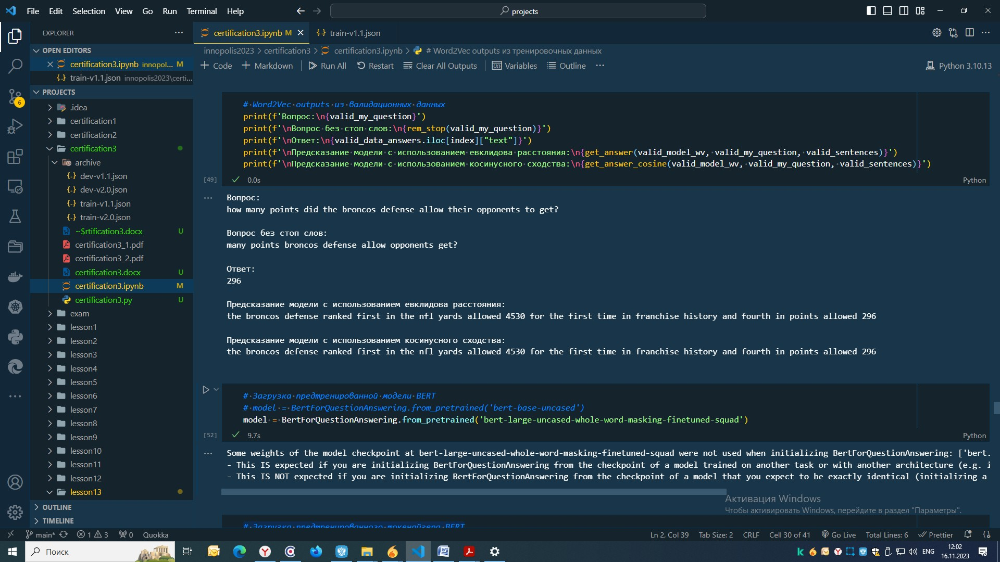 File Edit Selection View Go Run Terminal Help
projects
EXPLORER
OPEN EDITORS
certification3.ipynb innopol... M
train-v1.1.json innopolis2023\certi...
PROJECTS
.idea
certification1
certification2
certification3
archive
dev-v1.1.json
dev-v2.0.json
train-v1.1.json
train-v2.0.json
~$rtification3.docx U
certification3_1.pdf
certification3_2.pdf
certification3.docx U
certification3.ipynb M
certification3.py U
exam
lesson1
lesson2
lesson3
lesson4
lesson5
lesson6
lesson7
lesson8
lesson9
lesson10
lesson11
lesson12
lesson13
OUTLINE
TIMELINE
6
certification3.ipynb M
train-v1.1.json
innopolis2023 > certification3 > certification3.ipynb > # Word2Vec outputs из тренировочных данных
Code Markdown Run All Restart Clear All Outputs Variables Outline ... Python 3.10.13
# Word2Vec outputs из валидационных данных
print(f'Вопрос:\n{valid_my_question}')
print(f'\nВопрос без стоп слов:\n{rem_stop(valid_my_question)}')
print(f'\nОтвет:\n{valid_data_answers.iloc[index]["text"]}')
print(f'\nПредсказание модели с использованием евклидова расстояния:\n{get_answer(valid_model_wv, valid_my_question, valid_sentences)}')
print(f'\nПредсказание модели с использованием косинусного сходства:\n{get_answer_cosine(valid_model_wv, valid_my_question, valid_sentences)}')
[49] 0.0s Python
Вопрос:
how many points did the broncos defense allow their opponents to get?
Вопрос без стоп слов:
many points broncos defense allow opponents get?
Ответ:
296
Предсказание модели с использованием евклидова расстояния:
the broncos defense ranked first in the nfl yards allowed 4530 for the first time in franchise history and fourth in points allowed 296
Предсказание модели с использованием косинусного сходства:
the broncos defense ranked first in the nfl yards allowed 4530 for the first time in franchise history and fourth in points allowed 296
# Загрузка предтренированной модели BERT
# model = BertForQuestionAnswering.from_pretrained('bert-base-uncased')
model = BertForQuestionAnswering.from_pretrained('bert-large-uncased-whole-word-masking-finetuned-squad')
[52] 9.7s Python
Some weights of the model checkpoint at bert-large-uncased-whole-word-masking-finetuned-squad were not used when initializing BertForQuestionAnswering: ['bert.
- This IS expected if you are initializing BertForQuestionAnswering from the checkpoint of a model trained on another task or with another architecture (e.g. i
- This IS NOT expected if you are initializing BertForQuestionAnswering from the checkpoint of a model that you expect to be exactly identical (initializing a
Активация Windows
Чтобы активировать Windows, перейдите в раздел "Параметры".
# Загрузка предтренированного токенайзера BERT
main* 1 3 0 Quokka Ln 2, Col 39 Tab Size: 2 CRLF Cell 30 of 41 Go Live Total Lines: 6 Prettier
Поиск
ENG
12:02
16.11.2023